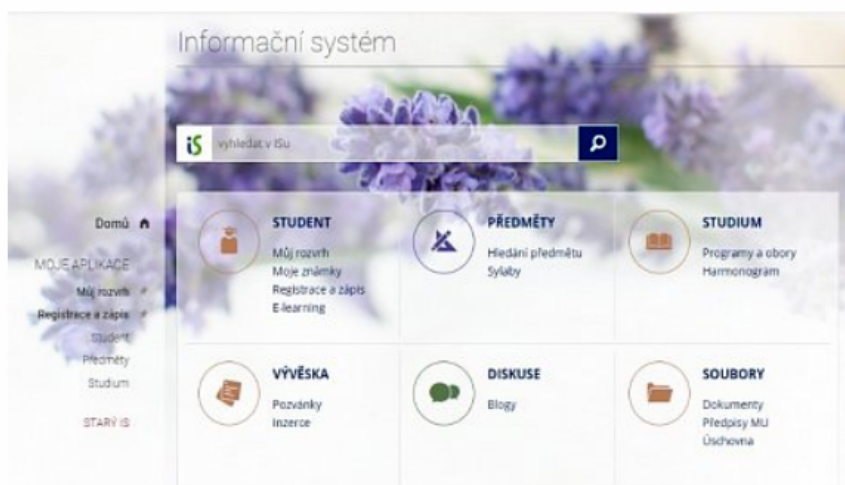 Informační systém
iS vyhledat v ISu
Domů
MOJE APLIKACE
Můj rozvrh
Registrace a zápis
Student
Předměty
Studium
STARÝ IS
STUDENT
Můj rozvrh
Moje známky
Registrace a zápis
E-learning
PŘEDMĚTY
Hledání předmětu
Sylaby
STUDIUM
Programy a obory
Harmonogram
VÝVĚSKA
Pozvánky
Inzerce
DISKUSE
Blogy
SOUBORY
Dokumenty
Předpisy MU
Úschovna